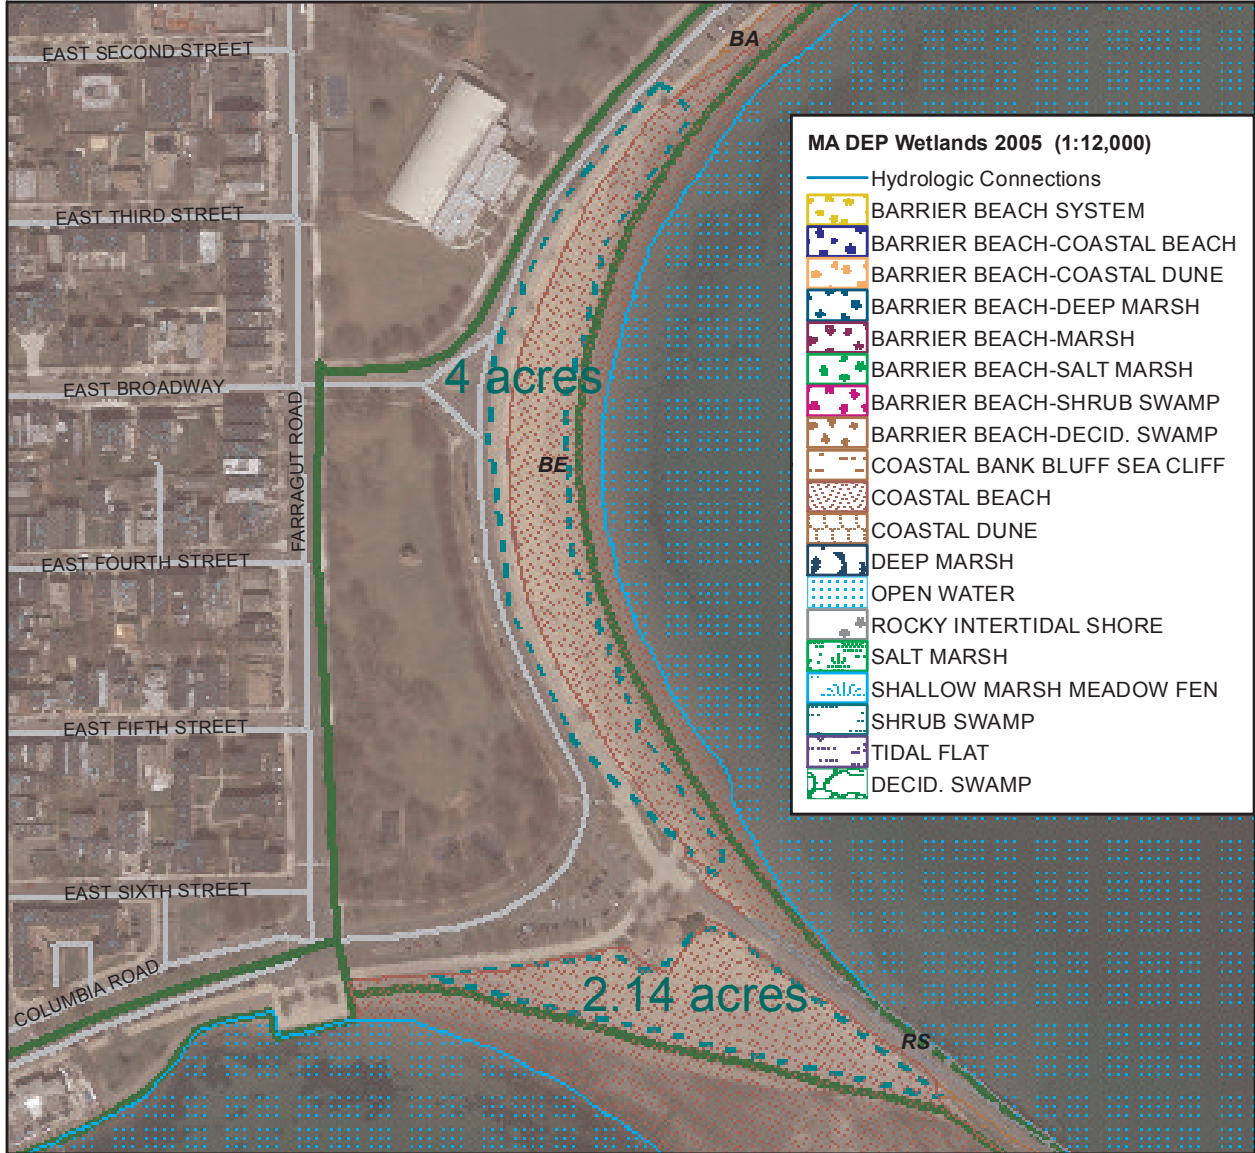 EAST SECOND STREET
BA
MA DEP Wetlands 2005 (1:12,000)
Hydrologic Connections
BARRIER BEACH SYSTEM
BARRIER BEACH-COASTAL BEACH
BARRIER BEACH-COASTAL DUNE
BARRIER BEACH-DEEP MARSH
BARRIER BEACH-MARSH
BARRIER BEACH-SALT MARSH
BARRIER BEACH-SHRUB SWAMP
BARRIER BEACH-DECID. SWAMP
COASTAL BANK BLUFF SEA CLIFF
COASTAL BEACH
COASTAL DUNE
DEEP MARSH
OPEN WATER
ROCKY INTERTIDAL SHORE
SALT MARSH
SHALLOW MARSH MEADOW FEN
SHRUB SWAMP
TIDAL FLAT
DECID. SWAMP
EAST THIRD STREET
EAST BROADWAY
4 acres
FARRAGUT ROAD
BE
EAST FOURTH STREET
EAST FIFTH STREET
EAST SIXTH STREET
COLUMBIA ROAD
2.14 acres
RS